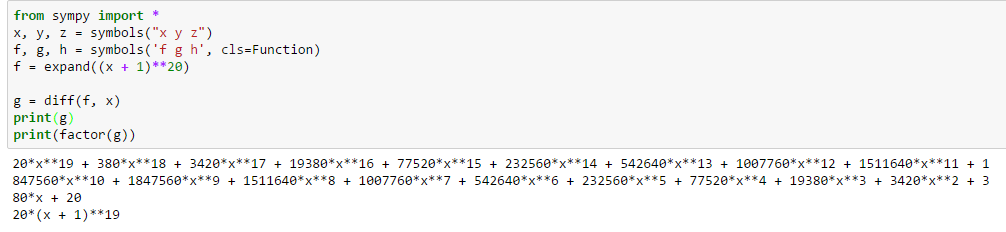 from sympy import *
x, y, z = symbols("x y z")
f, g, h = symbols('f g h', cls=Function)
f = expand((x + 1)**20)
g = diff(f, x)
print(g)
print(factor(g))
20*x**19 + 380*x**18 + 3420*x**17 + 19380*x**16 + 77520*x**15 + 232560*x**14 + 542640*x**13 + 1007760*x**12 + 1511640*x**11 + 1
847560*x**10 + 1847560*x**9 + 1511640*x**8 + 1007760*x**7 + 542640*x**6 + 232560*x**5 + 77520*x**4 + 19380*x**3 + 3420*x**2 + 3
80*x + 20
20*(x + 1)**19